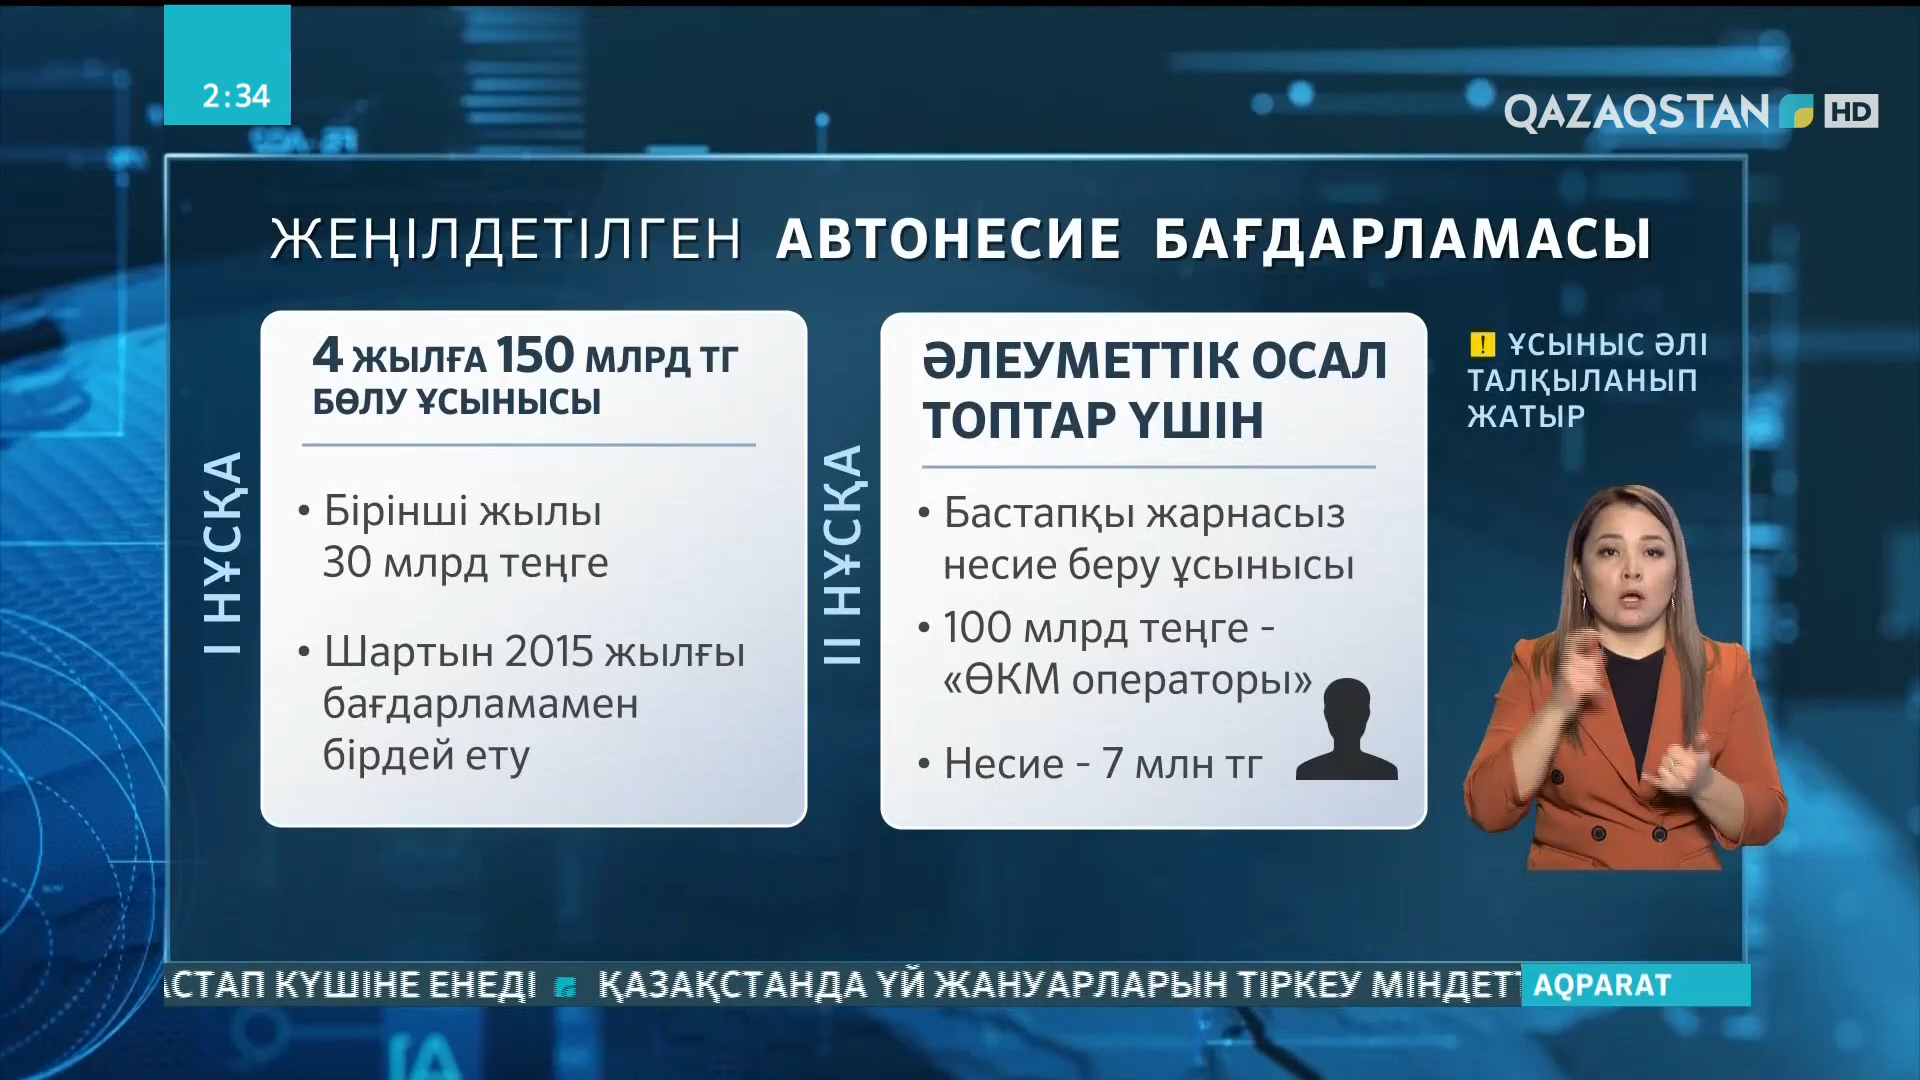 2:34
QAZAQSTAN HD
ЖЕҢІЛДЕТІЛГЕН АВТОНЕСИЕ БАҒДАРЛАМАСЫ
I НҰСҚА
4 ЖЫЛҒА 150 МЛРД ТГ
БӨЛУ ҰСЫНЫСЫ
• Бірінші жылы
30 млрд теңге
• Шартын 2015 жылғы
бағдарламамен
бірдей ету
II НҰСҚА
ӘЛЕУМЕТТІК ОСАЛ
ТОПТАР ҮШІН
• Бастапқы жарнасыз
несие беру ұсынысы
• 100 млрд теңге -
«ӨКМ операторы»
• Несие - 7 млн тг
! ҰСЫНЫС ӘЛІ
ТАЛҚЫЛАНЫП
ЖАТЫР
АСТАП КҮШІНЕ ЕНЕДІ ҚАЗАҚСТАНДА ҮЙ ЖАНУАРЛАРЫН ТІРКЕУ МІНДЕТТ
AQPARAT